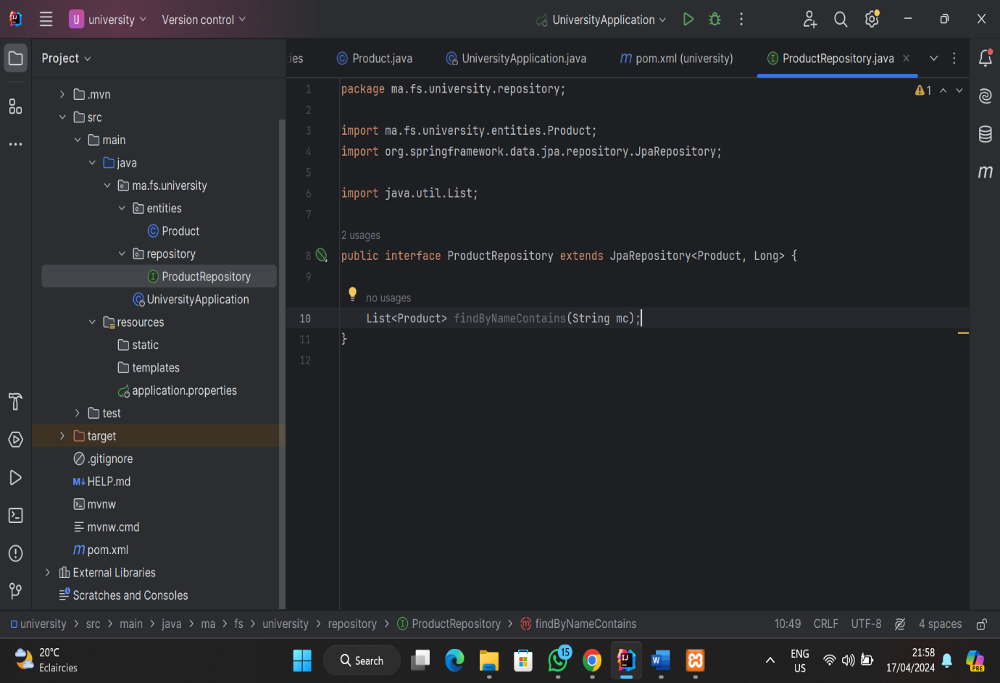 U university Version control UniversityApplication
Project
ies Product.java UniversityApplication.java pom.xml (university) ProductRepository.java
.mvn
src
main
java
ma.fs.university
entities
Product
repository
ProductRepository
UniversityApplication
resources
static
templates
application.properties
test
target
.gitignore
HELP.md
mvnw
mvnw.cmd
pom.xml
External Libraries
Scratches and Consoles
1 package ma.fs.university.repository;
1
2
3 import ma.fs.university.entities.Product;
4 import org.springframework.data.jpa.repository.JpaRepository;
5
6 import java.util.List;
7
2 usages
8 public interface ProductRepository extends JpaRepository<Product, Long> {
9
no usages
10 List<Product> findByNameContains(String mc);
11 }
12
university > src > main > java > ma > fs > university > repository > ProductRepository > findByNameContains 10:49 CRLF UTF-8 4 spaces
20°C
Eclaircies
Search
15
ENG
US
21:58
17/04/2024
PRE